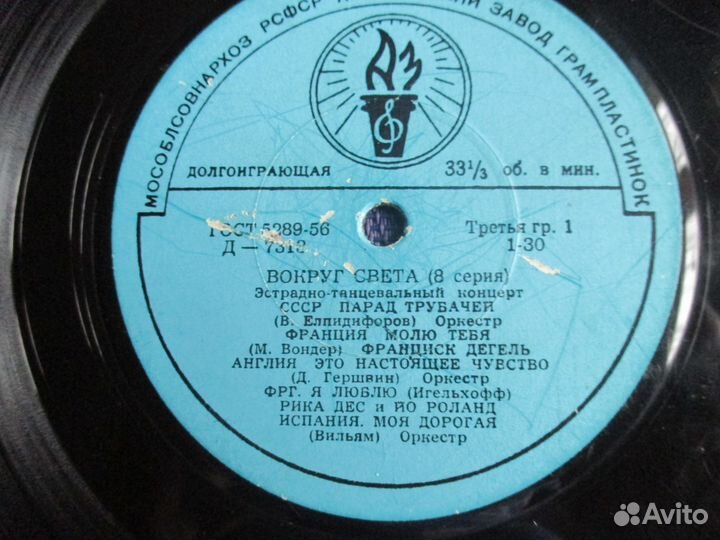 МОСОБЛСОВНАРХОЗ РСФСР ЗАВОД ГРАМПЛАСТИНОК
АЗ
ДОЛГОИГРАЮЩАЯ 33⅓ об. в мин.
ГОСТ 5289-56 Третья гр. 1
Д — 7313 1-30
ВОКРУГ СВЕТА (8 серия)
Эстрадно-танцевальный концерт
СССР ПАРАД ТРУБАЧЕЙ
(В. Елпидифоров) Оркестр
ФРАНЦИЯ МОЛЮ ТЕБЯ
(М. Вондер) ФРАНЦИСК ДЕГЕЛЬ
АНГЛИЯ ЭТО НАСТОЯЩЕЕ ЧУВСТВО
(Д. Гершвин) Оркестр
ФРГ. Я ЛЮБЛЮ (Игельхофф)
РИКА ДЕС и ЙО РОЛАНД
ИСПАНИЯ. МОЯ ДОРОГАЯ
(Вильям) Оркестр
Avito